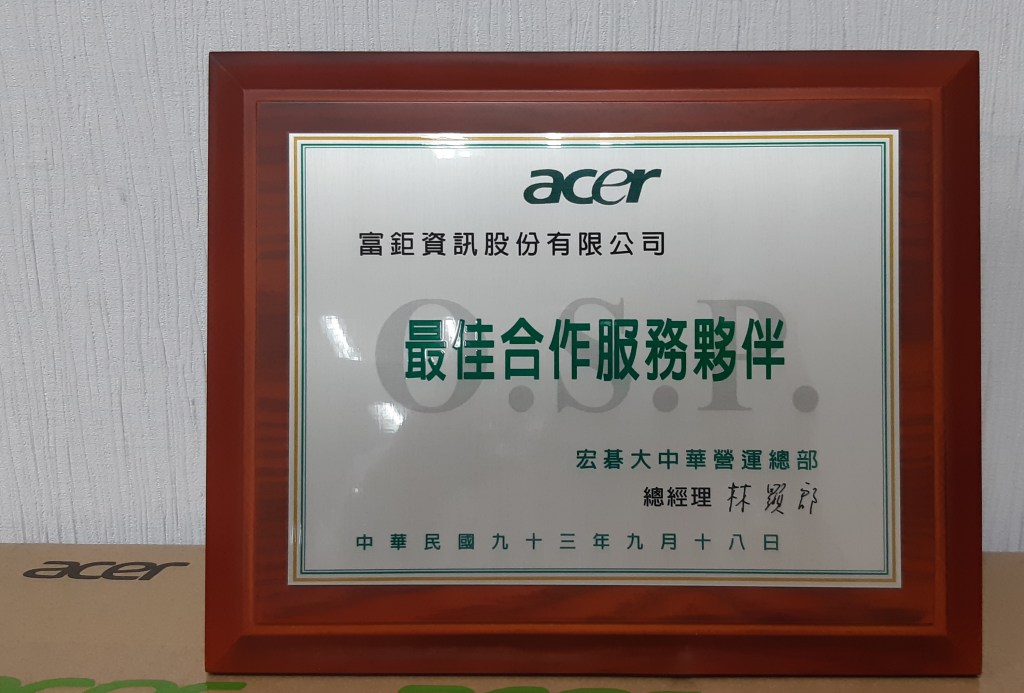 acer
富鉅資訊股份有限公司
O.S.P.
最佳合作服務夥伴
宏碁大中華營運總部
總經理 林顯郎
中華民國九十三年九月十八日
acer
acer